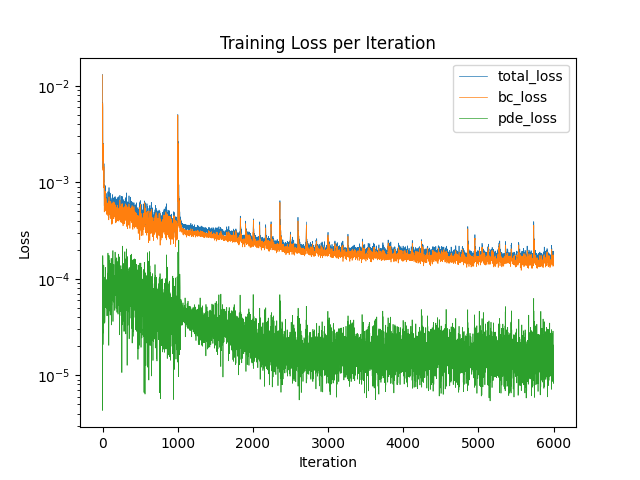 Training Loss per Iteration
total_loss
bc_loss
pde_loss
10⁻²
10⁻³
10⁻⁴
10⁻⁵
Loss
0 1000 2000 3000 4000 5000 6000
Iteration